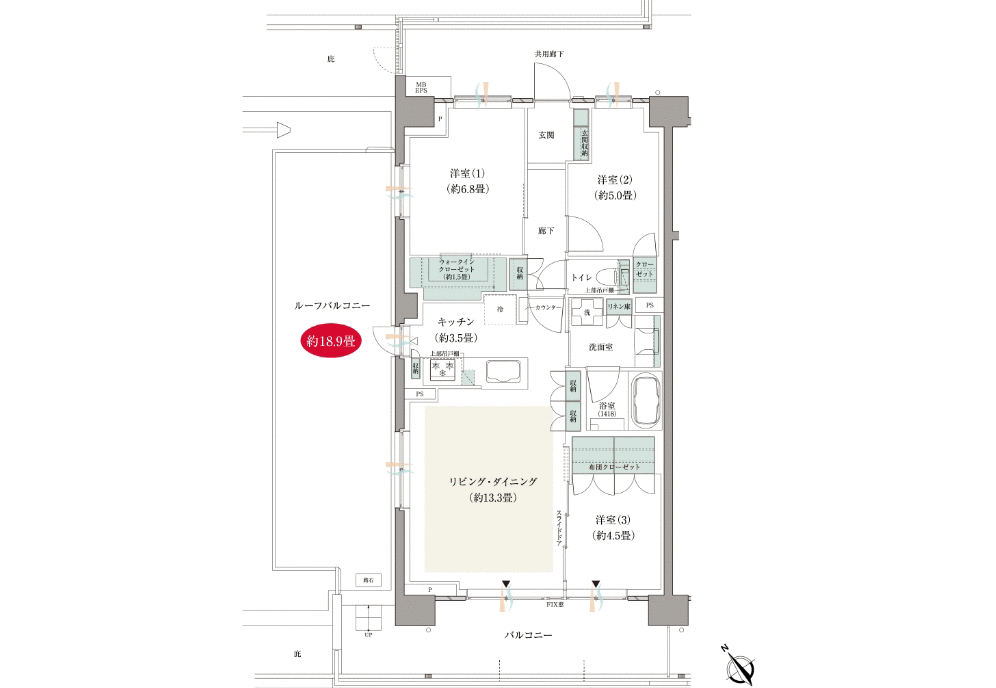 共用廊下
庇
MB
EPS
P
玄関
玄関収納
洋室(1)
(約6.8畳)
洋室(2)
(約5.0畳)
廊下
ウォークイン
クローゼット
(約1.5畳)
収納
トイレ
上部吊戸棚
クロー
ゼット
ルーフバルコニー
約18.9畳
キッチン
(約3.5畳)
冷
カウンター
洗
リネン庫
PS
洗面室
上部吊戸棚
収納
PS
収納
収納
浴室
(1418)
布団クローゼット
リビング・ダイニング
(約13.3畳)
スライドドア
洋室(3)
(約4.5畳)
P
FIX窓
UP
バルコニー
庇
N